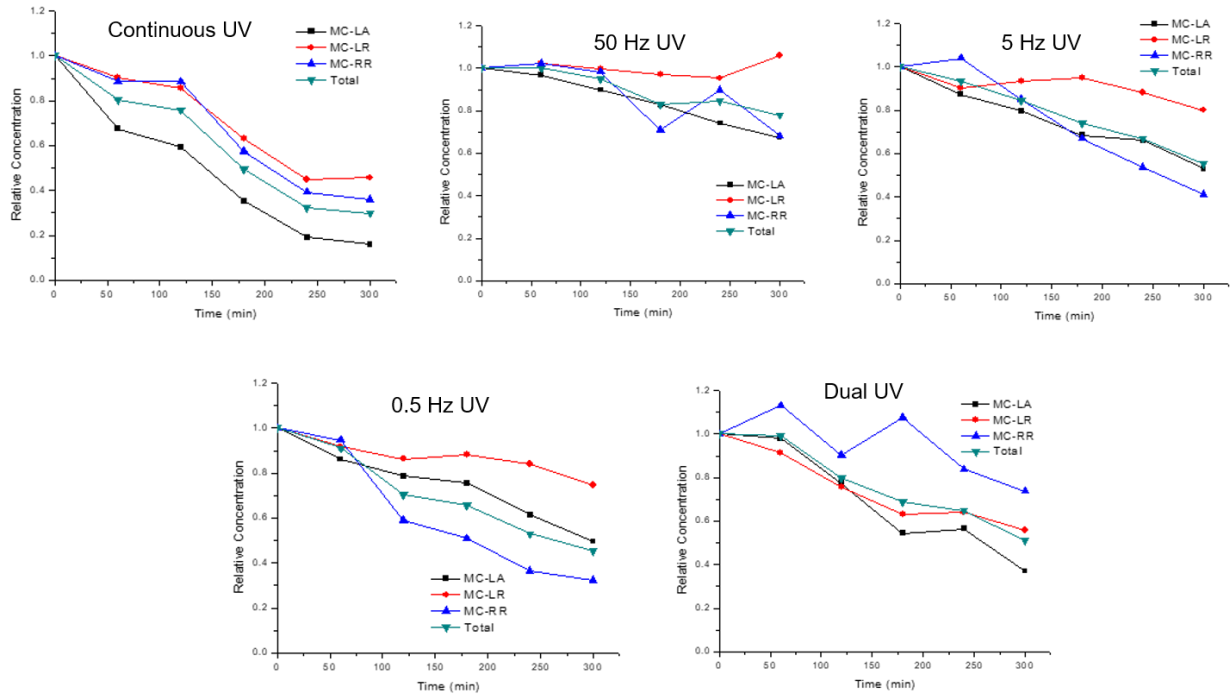 Continuous UV
MC-LA
MC-LR
MC-RR
Total
1.2
1.0
0.8
0.6
0.4
0.2
0.0
Relative Concentration
0
50
100
150
200
250
300
Time (min)
50 Hz UV
MC-LA
MC-LR
MC-RR
Total
1.2
1.0
0.8
0.6
0.4
0.2
0.0
Relative Concentration
0
50
100
150
200
250
300
Time (min)
5 Hz UV
MC-LA
MC-LR
MC-RR
Total
1.2
1.0
0.8
0.6
0.4
0.2
0.0
Relative Concentration
0
50
100
150
200
250
300
Time (min)
0.5 Hz UV
MC-LA
MC-LR
MC-RR
Total
1.2
1.0
0.8
0.6
0.4
0.2
0.0
Relative Concentration
0
50
100
150
200
250
300
Time (min)
Dual UV
MC-LA
MC-LR
MC-RR
Total
1.2
1.0
0.8
0.6
0.4
0.2
0.0
Relative Concentration
0
50
100
150
200
250
300
Time (min)